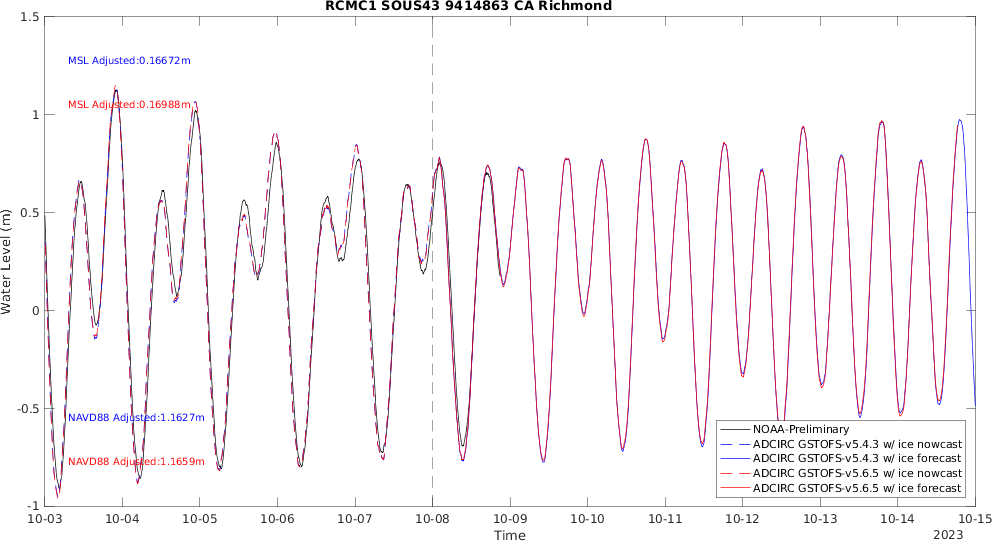 RCMC1 SOUS43 9414863 CA Richmond
1.5
1
0.5
0
-0.5
-1
Water Level (m)
MSL Adjusted:0.16672m
MSL Adjusted:0.16988m
NAVD88 Adjusted:1.1627m
NAVD88 Adjusted:1.1659m
NOAA-Preliminary
ADCIRC GSTOFS-v5.4.3 w/ ice nowcast
ADCIRC GSTOFS-v5.4.3 w/ ice forecast
ADCIRC GSTOFS-v5.6.5 w/ ice nowcast
ADCIRC GSTOFS-v5.6.5 w/ ice forecast
10-03 10-04 10-05 10-06 10-07 10-08 10-09 10-10 10-11 10-12 10-13 10-14 10-15
Time
2023